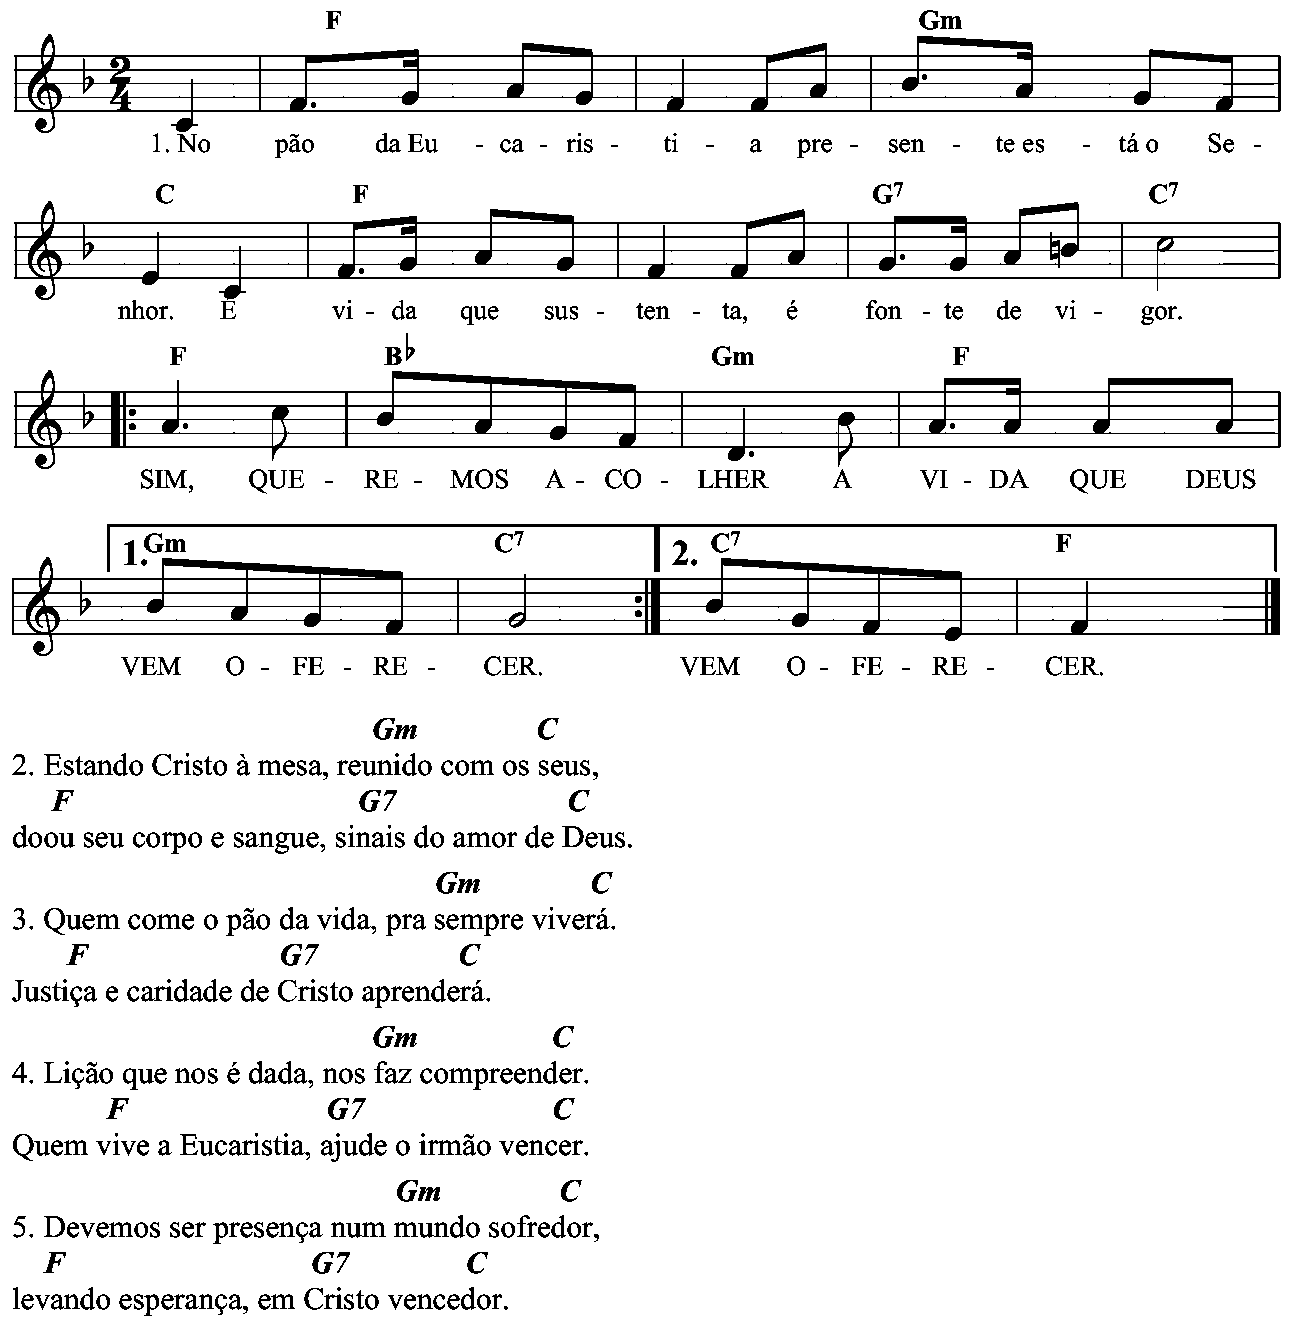 F Gm
2 4
1. No pão da Eu - ca - ris - ti - a pre - sen - te es - tá o Se -
C F G7 C7
nhor. E vi - da que sus - ten - ta, é fon - te de vi - gor.
F B♭ Gm F
SIM, QUE - RE - MOS A - CO - LHER A VI - DA QUE DEUS
1. Gm C7 2. C7 F
VEM O - FE - RE - CER. VEM O - FE - RE - CER.
Gm C
2. Estando Cristo à mesa, reunido com os seus,
F G7 C
doou seu corpo e sangue, sinais do amor de Deus.
Gm C
3. Quem come o pão da vida, pra sempre viverá.
F G7 C
Justiça e caridade de Cristo aprenderá.
Gm C
4. Lição que nos é dada, nos faz compreender.
F G7 C
Quem vive a Eucaristia, ajude o irmão vencer.
Gm C
5. Devemos ser presença num mundo sofredor,
F G7 C
levando esperança, em Cristo vencedor.